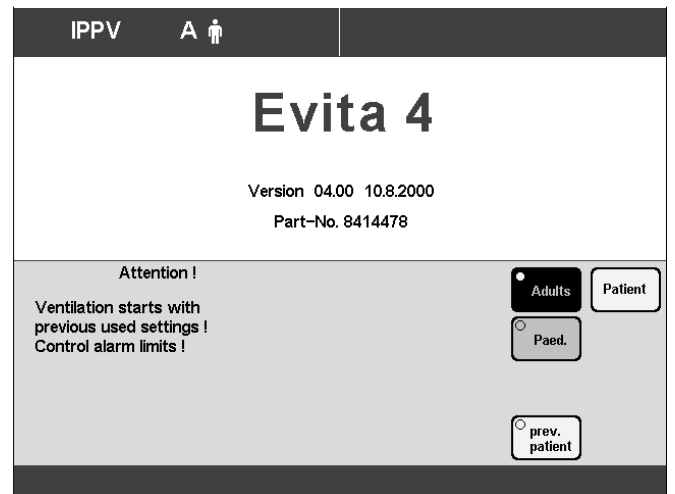 IPPV A
Evita 4
Version 04.00 10.8.2000
Part-No. 8414478
Attention !
Ventilation starts with
previous used settings !
Control alarm limits !
Adults
Patient
Paed.
prev.
patient